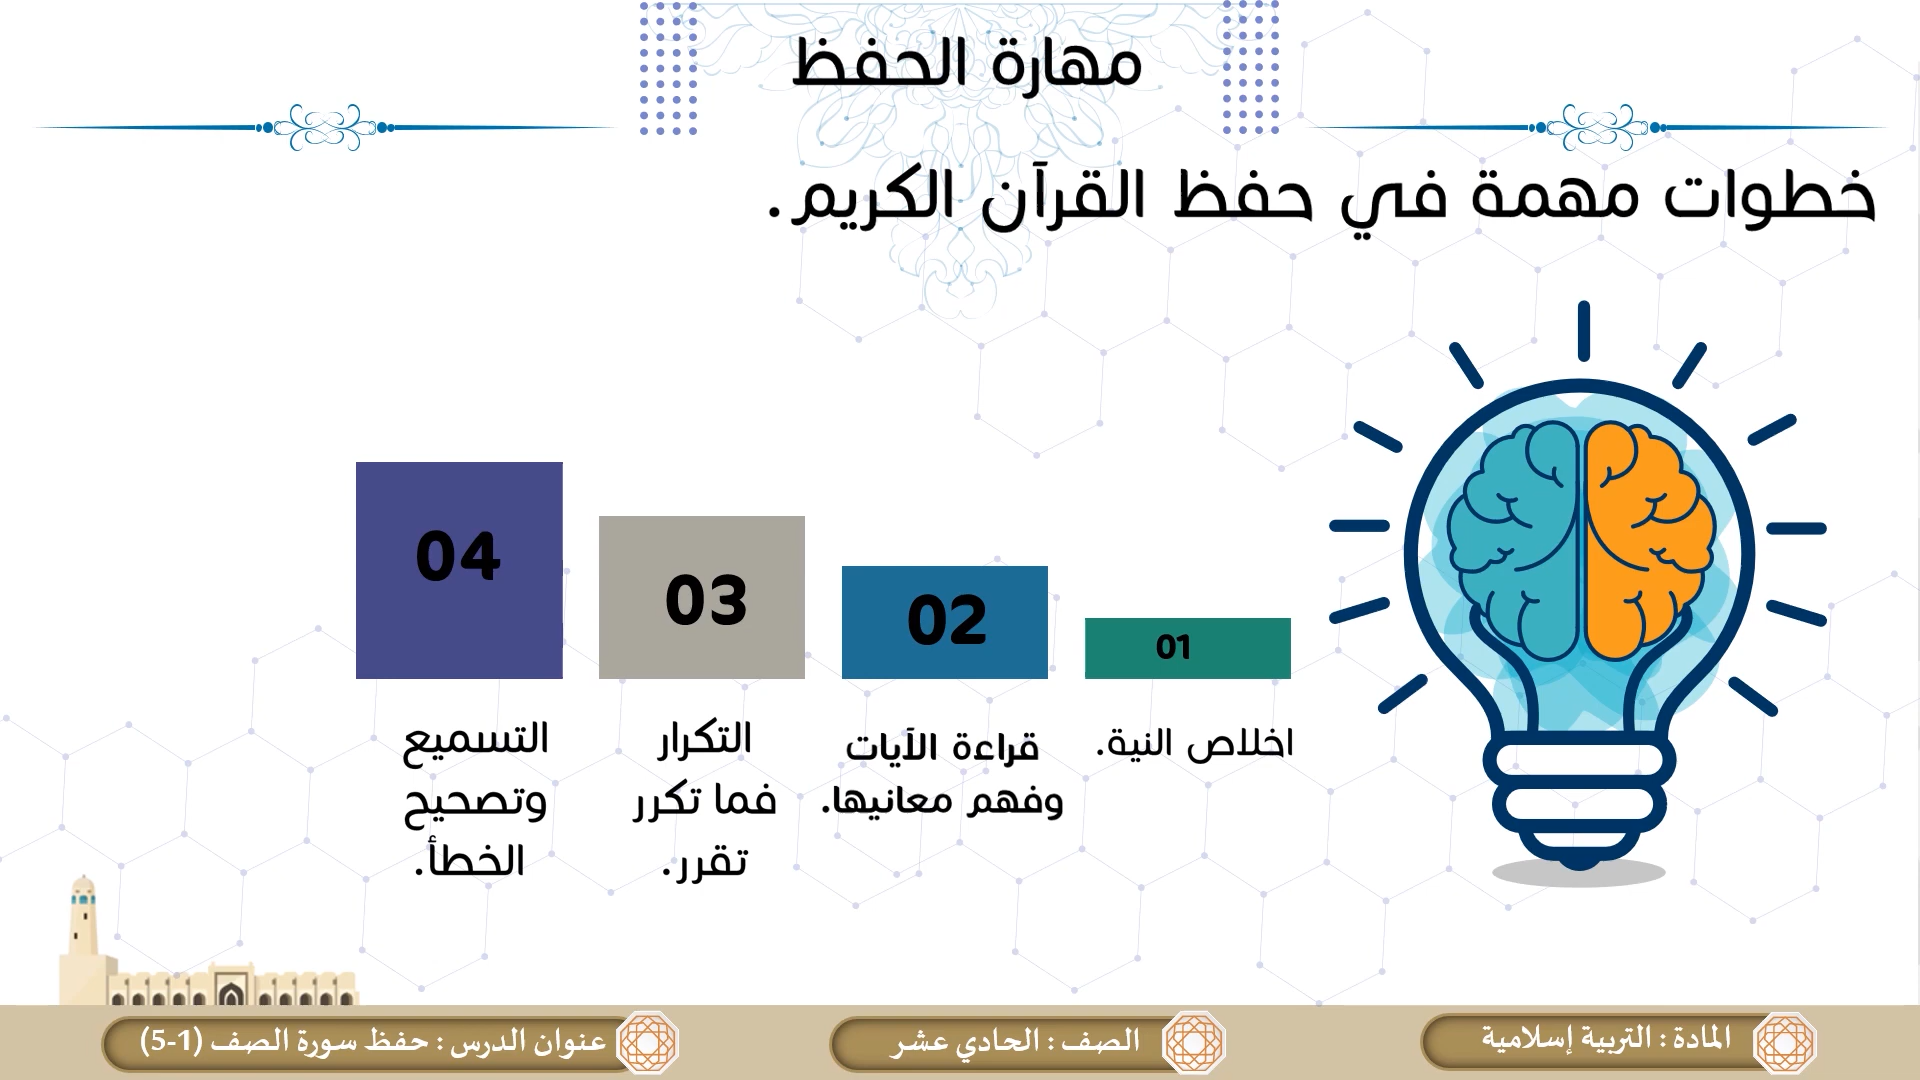 مهارة الحفظ
خطوات مهمة في حفظ القرآن الكريم.
01
اخلاص النية.
02
قراءة الآيات
وفهم معانيها.
03
التكرار
فما تكرر
تقرر.
04
التسميع
وتصحيح
الخطأ.
المادة : التربية إسلامية
الصف : الحادي عشر
عنوان الدرس : حفظ سورة الصف (1-5)